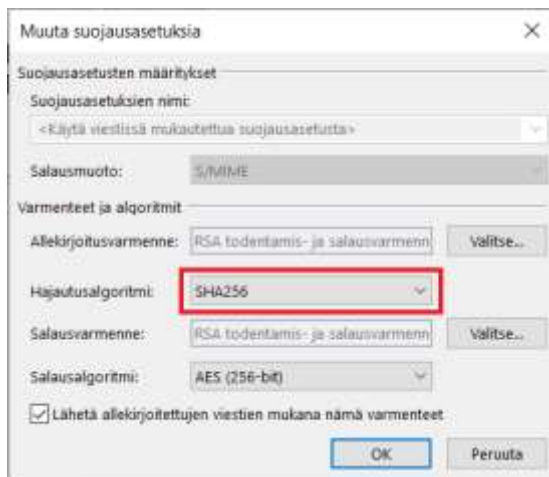 Muuta suojausasetuksia
Suojausasetusten määritykset
Suojausasetuksien nimi:
<Käytä viestissä mukautettua suojausasetusta>
Salausmuoto: S/MIME
Varmenteet ja algoritmit
Allekirjoitusvarmenne: RSA todentamis- ja salausvarmenn Valitse...
Hajautusalgoritmi: SHA256
Salausvarmenne: RSA todentamis- ja salausvarmenn Valitse...
Salausalgoritmi: AES (256-bit)
Lähetä allekirjoitettujen viestien mukana nämä varmenteet
OK Peruuta